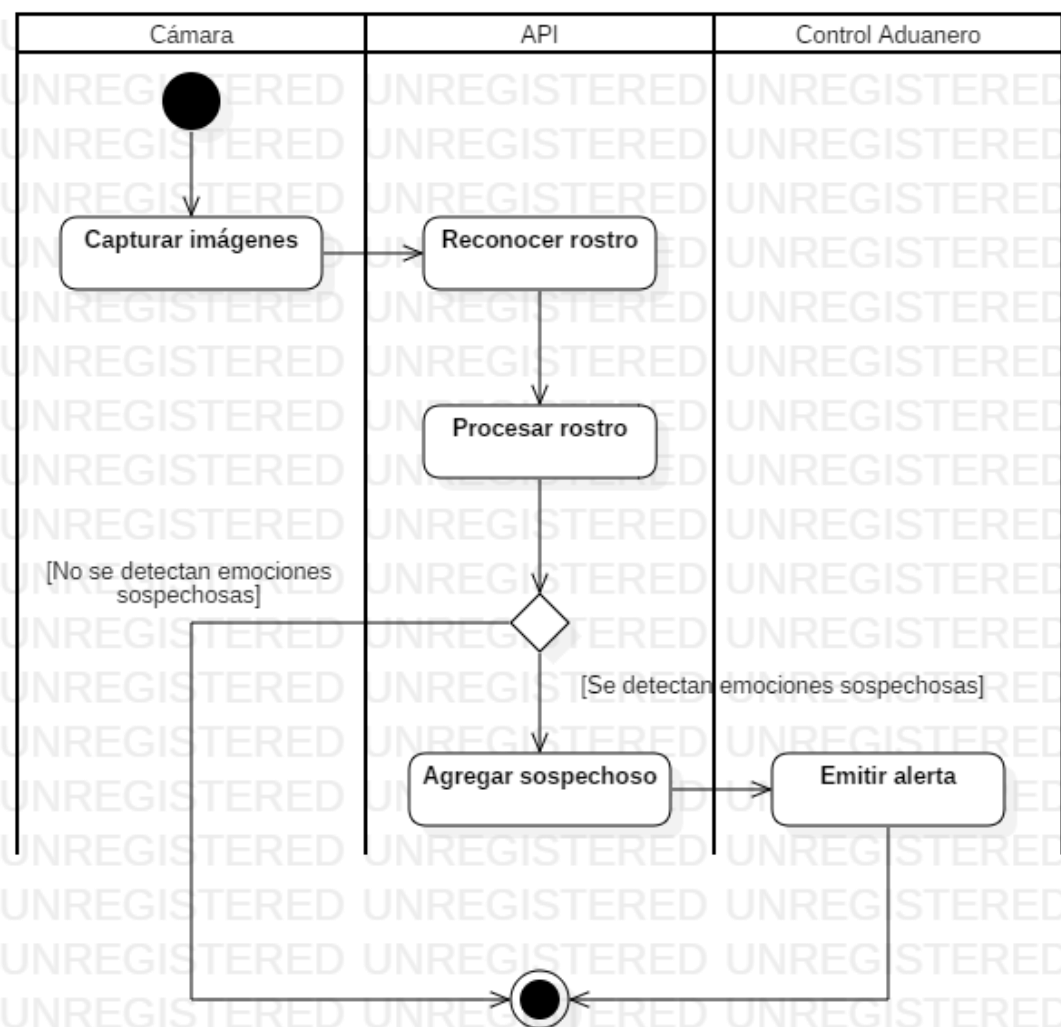 Cámara
API
Control Aduanero
Capturar imágenes
Reconocer rostro
Procesar rostro
[No se detectan emociones
sospechosas]
[Se detectan emociones sospechosas]
Agregar sospechoso
Emitir alerta
UNREGISTERED